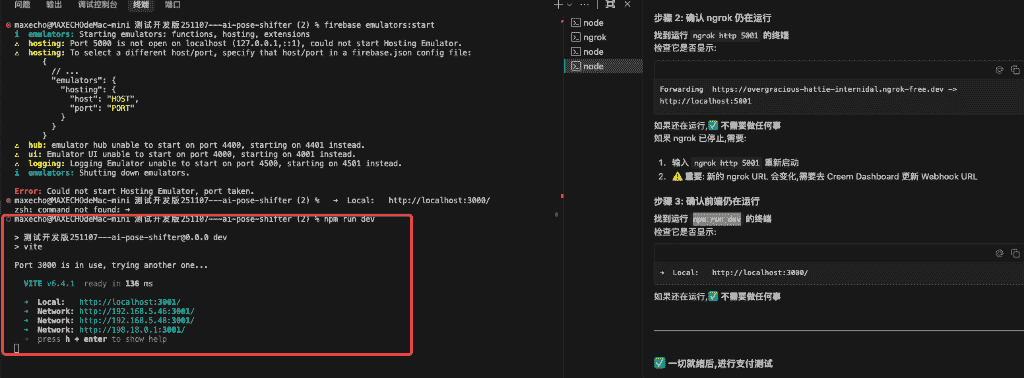 问题 输出 调试控制台 终端 端口
maxecho@MAXECHOdeMac-mini 测试开发版251107---ai-pose-shifter (2) % firebase emulators:start
i emulators: Starting emulators: functions, hosting, extensions
⚠ hosting: Port 5000 is not open on localhost (127.0.0.1,::1), could not start Hosting Emulator.
⚠ hosting: To select a different host/port, specify that host/port in a firebase.json config file:
{
// ...
"emulators": {
"hosting": {
"host": "HOST",
"port": "PORT"
}
}
}
⚠ hub: emulator hub unable to start on port 4400, starting on 4401 instead.
⚠ ui: Emulator UI unable to start on port 4000, starting on 4001 instead.
⚠ logging: Logging Emulator unable to start on port 4500, starting on 4501 instead.
i emulators: Shutting down emulators.
Error: Could not start Hosting Emulator, port taken.
maxecho@MAXECHOdeMac-mini 测试开发版251107---ai-pose-shifter (2) % ➜ Local: http://localhost:3000/
zsh: command not found: ➜
maxecho@MAXECHOdeMac-mini 测试开发版251107---ai-pose-shifter (2) % npm run dev
> 测试开发版251107---ai-pose-shifter@0.0.0 dev
> vite
Port 3000 is in use, trying another one...
VITE v6.4.1 ready in 136 ms
➜ Local: http://localhost:3001/
➜ Network: http://192.168.5.46:3001/
➜ Network: http://192.168.5.48:3001/
➜ Network: http://198.18.0.1:3001/
➜ press h + enter to show help
node
ngrok
node
node
步骤 2: 确认 ngrok 仍在运行
找到运行 ngrok http 5001 的终端
检查它是否显示:
Forwarding https://overgracious-hattie-internidal.ngrok-free.dev ->
http://localhost:5001
如果还在运行,✅ 不需要做任何事
如果 ngrok 已停止,需要:
1. 输入 ngrok http 5001 重新启动
2. ⚠️ 重要: 新的 ngrok URL 会变化,需要去 Creem Dashboard 更新 Webhook URL
步骤 3: 确认前端仍在运行
找到运行 npm run dev 的终端
检查它是否显示:
➜ Local: http://localhost:3000/
如果还在运行,✅ 不需要做任何事
✅ 一切就绪后,进行支付测试